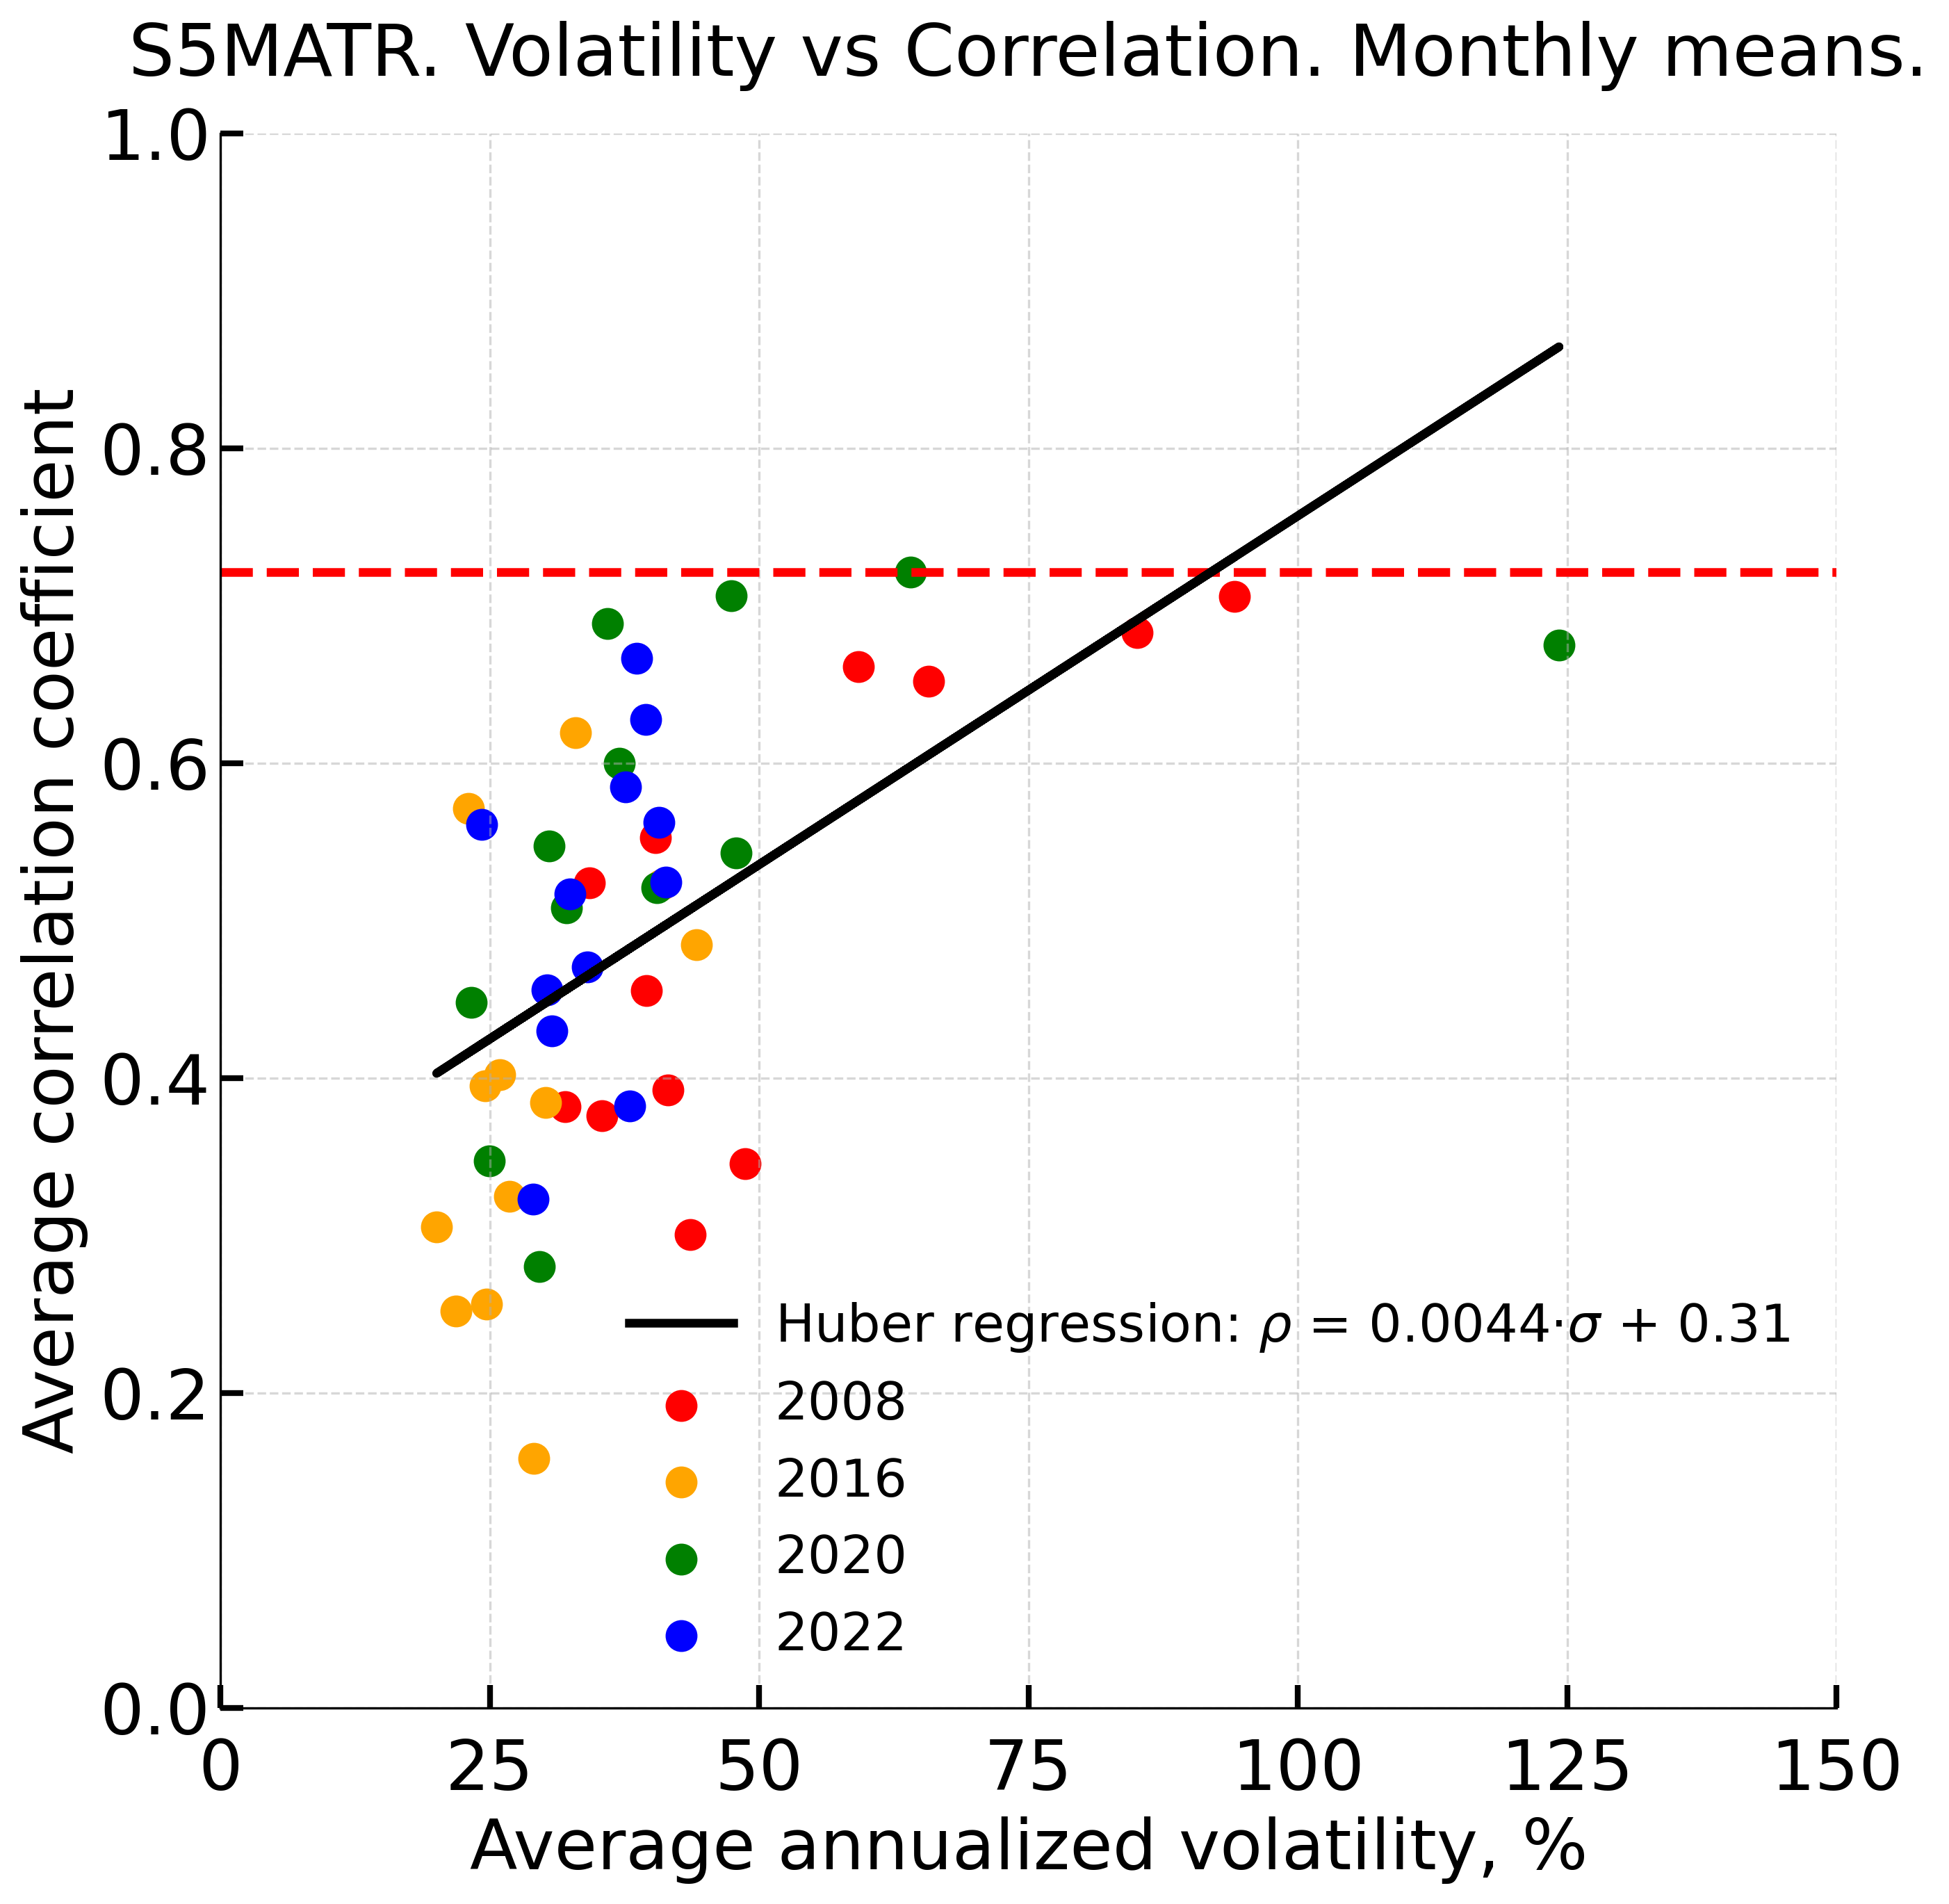 S5MATR. Volatility vs Correlation. Monthly means.
1.0
0.8
0.6
0.4
0.2
0.0
Average correlation coefficient
Huber regression: ρ = 0.0044·σ + 0.31
2008
2016
2020
2022
0 25 50 75 100 125 150
Average annualized volatility, %